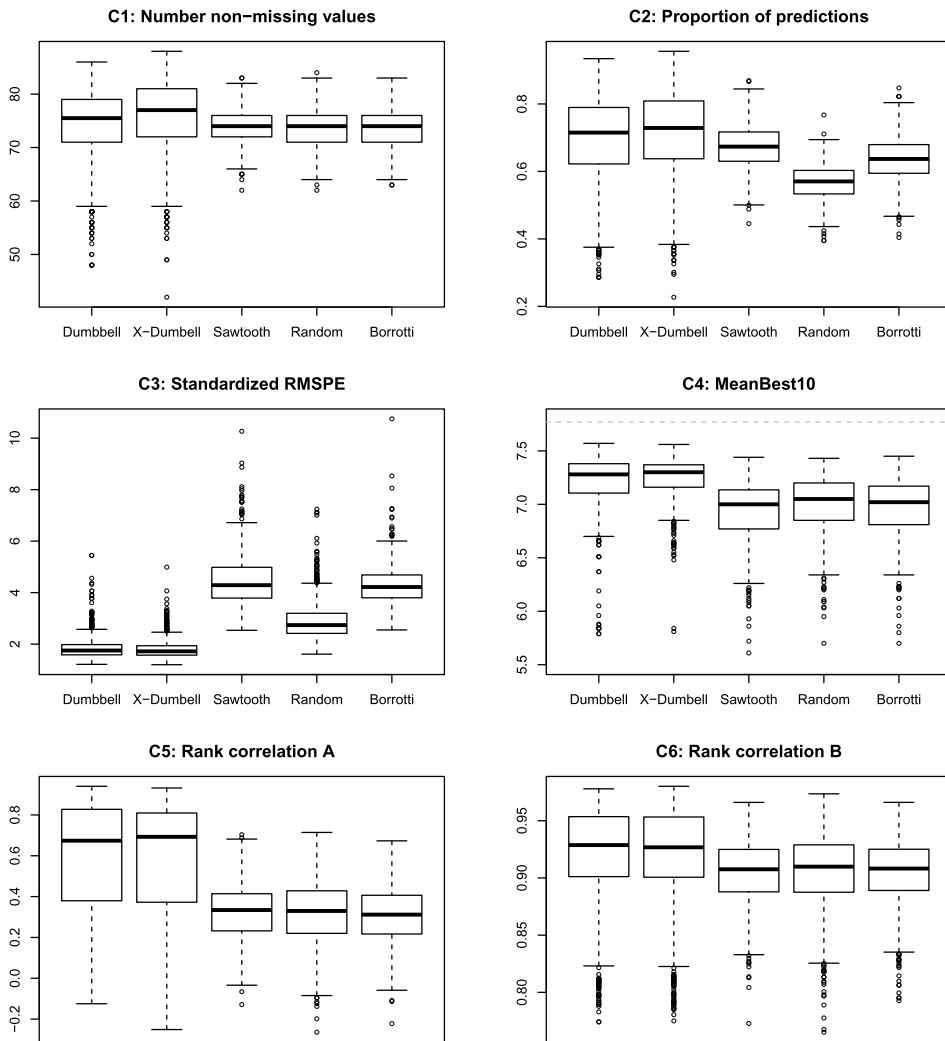 C1: Number non−missing values
80
70
60
50
Dumbbell X−Dumbell Sawtooth Random Borrotti
C2: Proportion of predictions
0.8
0.6
0.4
0.2
Dumbbell X−Dumbell Sawtooth Random Borrotti
C3: Standardized RMSPE
10
8
6
4
2
Dumbbell X−Dumbell Sawtooth Random Borrotti
C4: MeanBest10
7.5
7.0
6.5
6.0
5.5
Dumbbell X−Dumbell Sawtooth Random Borrotti
C5: Rank correlation A
0.8
0.6
0.4
0.2
0.0
−0.2
C6: Rank correlation B
0.95
0.90
0.85
0.80